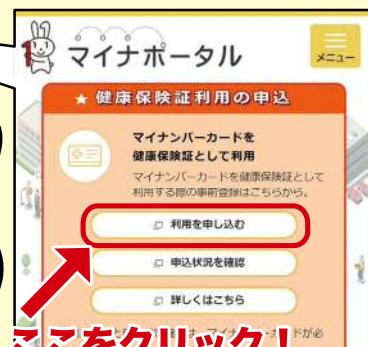 マイナポータル
メニュー
★ 健康保険証利用の申込
マイナンバーカードを
健康保険証として利用
マイナンバーカードを健康保険証として
利用する際の事前登録はこちらから。
利用を申し込む
申込状況を確認
詳しくはこちら
ここをクリック!